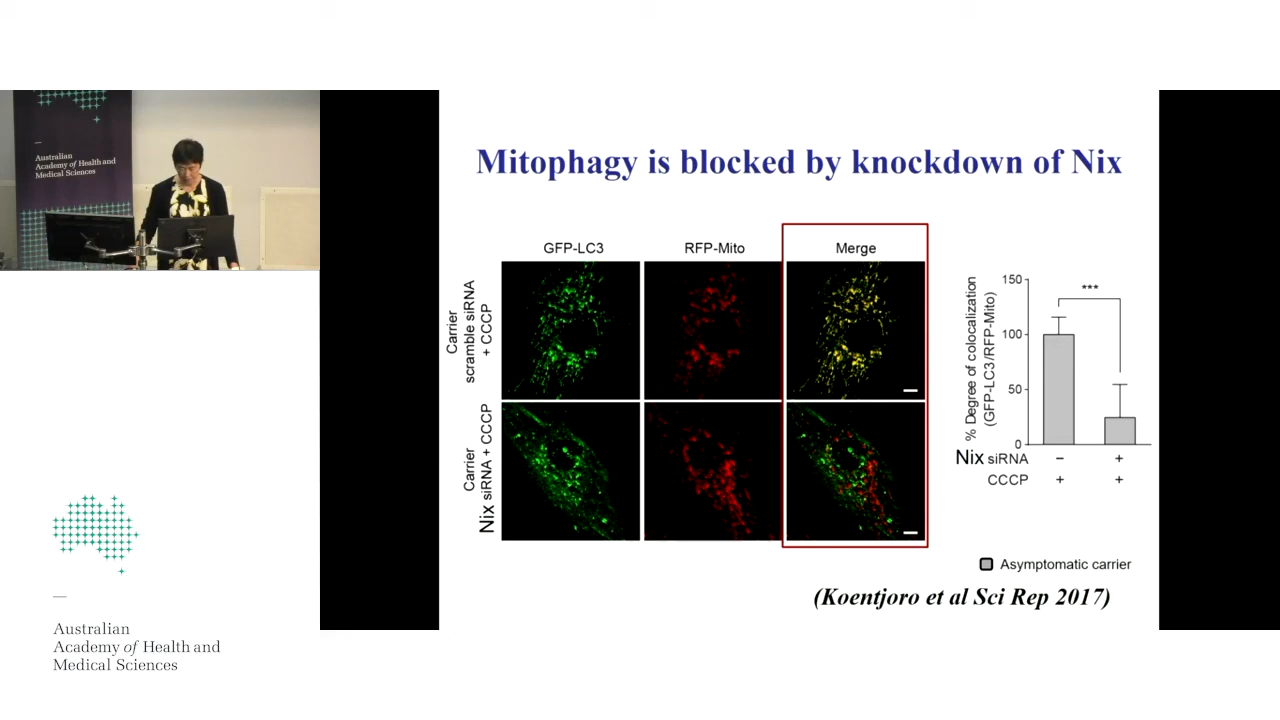 Australian
Academy of Health and
Medical Sciences
Mitophagy is blocked by knockdown of Nix
GFP-LC3
RFP-Mito
Merge
Carrier
scramble siRNA
+ CCCP
Carrier
Nix siRNA + CCCP
% Degree of colocalization
(GFP-LC3/RFP-Mito)
150
100
50
0
***
Nix siRNA - +
CCCP + +
Asymptomatic carrier
(Koentjoro et al Sci Rep 2017)
Australian
Academy of Health and
Medical Sciences